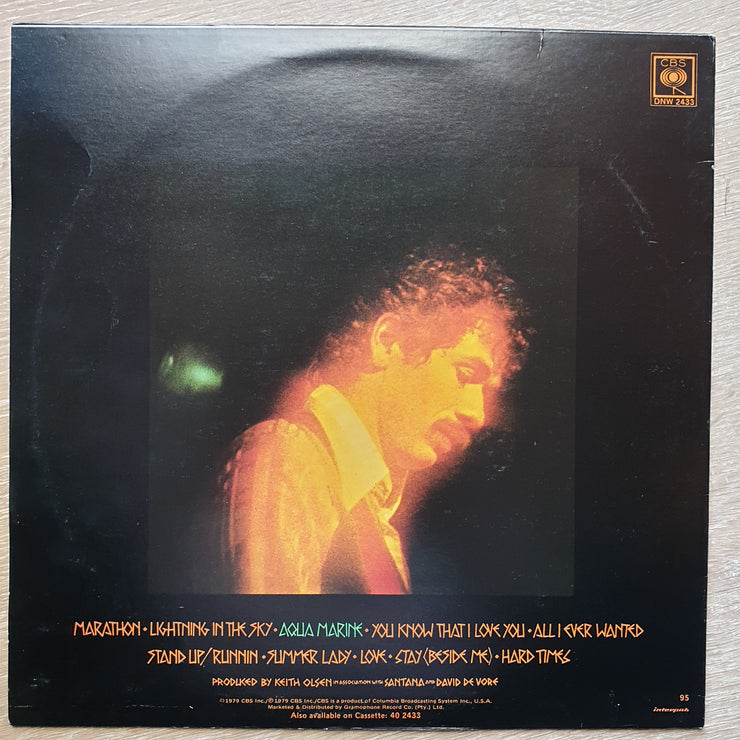 CBS
DNW 2433
MARATHON • LIGHTNING IN THE SKY • AQUA MARINE • YOU KNOW THAT I LOVE YOU • ALL I EVER WANTED
STAND UP/RUNNIN • SUMMER LADY • LOVE • STAY (BESIDE ME) • HARD TIMES
PRODUCED BY KEITH OLSEN IN ASSOCIATION WITH SANTANA AND DAVID DE VORE
©1979 CBS Inc./℗ 1979 CBS Inc./CBS is a product of Columbia Broadcasting System Inc., U.S.A.
Marketed & Distributed by Gramophone Record Co. (Pty). Ltd.
Also available on Cassette: 40 2433
95
interpak